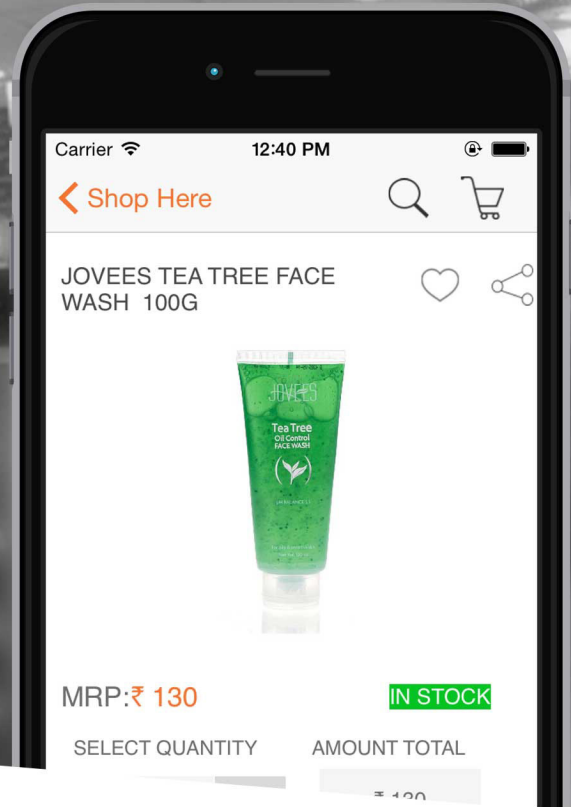 Carrier 12:40 PM
Shop Here
JOVEES TEA TREE FACE
WASH 100G
JOVEES
Tea Tree
Oil Control
FACE WASH
MRP:₹ 130
IN STOCK
SELECT QUANTITY
AMOUNT TOTAL